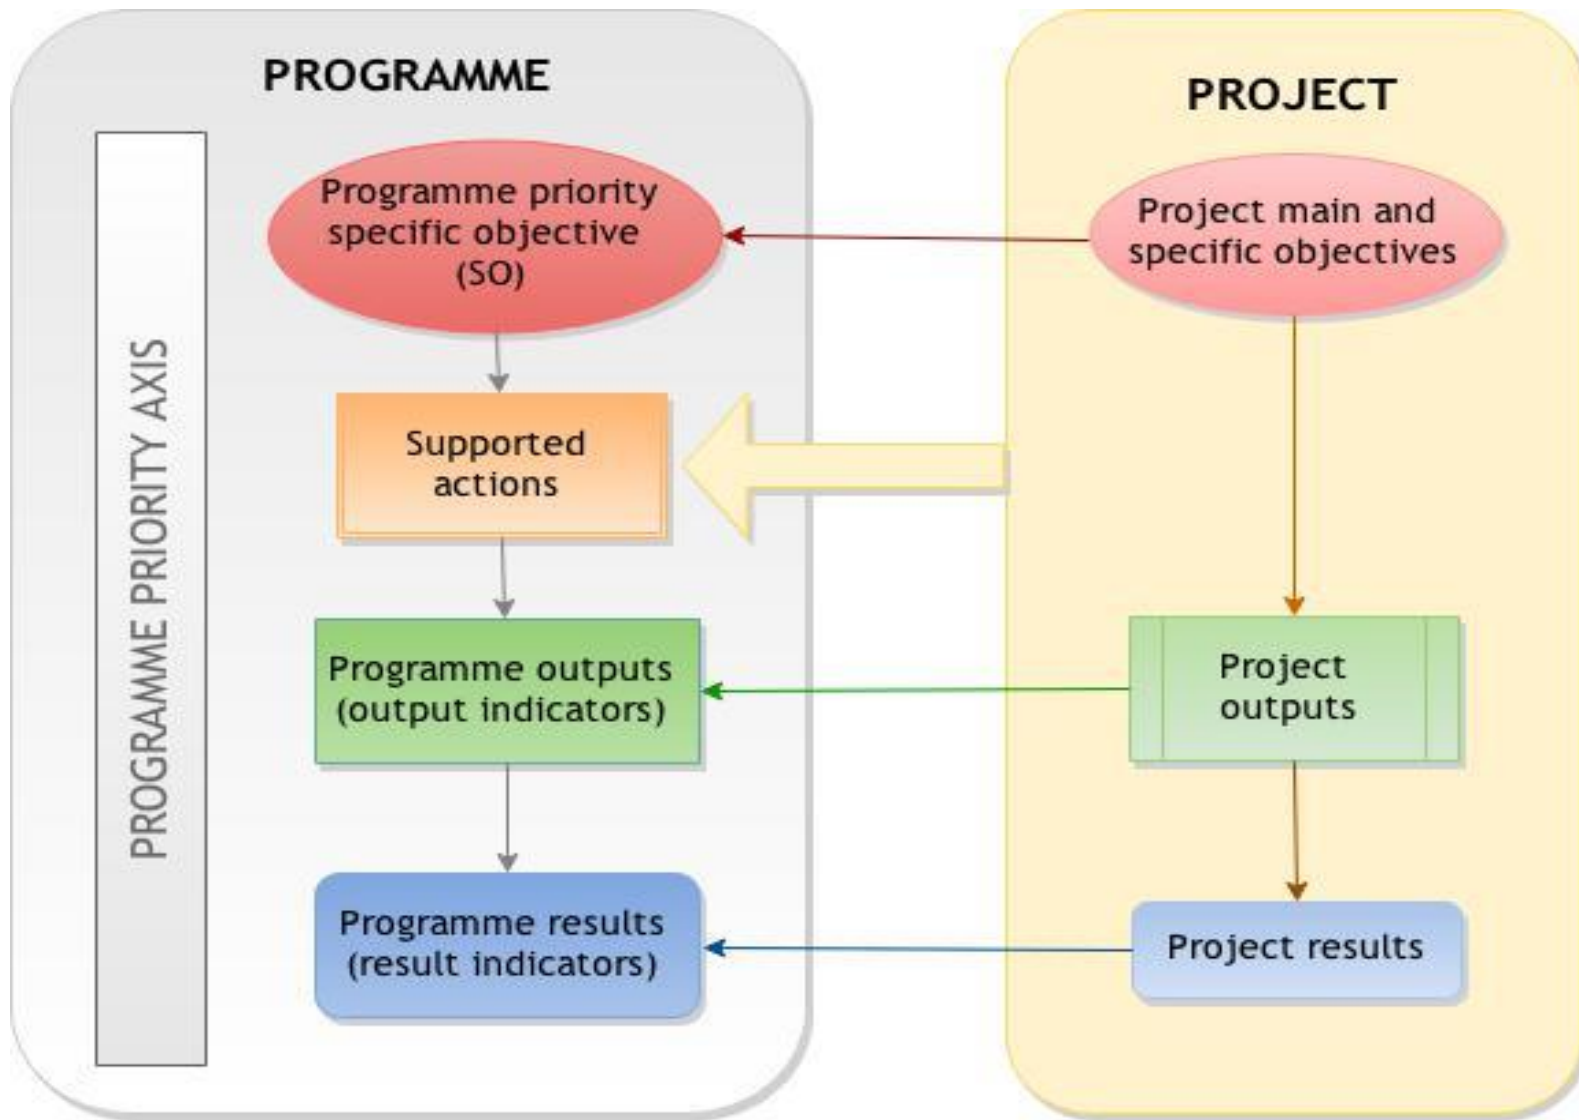 PROGRAMME
PROGRAMME PRIORITY AXIS
Programme priority
specific objective
(SO)
Supported
actions
Programme outputs
(output indicators)
Programme results
(result indicators)
PROJECT
Project main and
specific objectives
Project
outputs
Project results